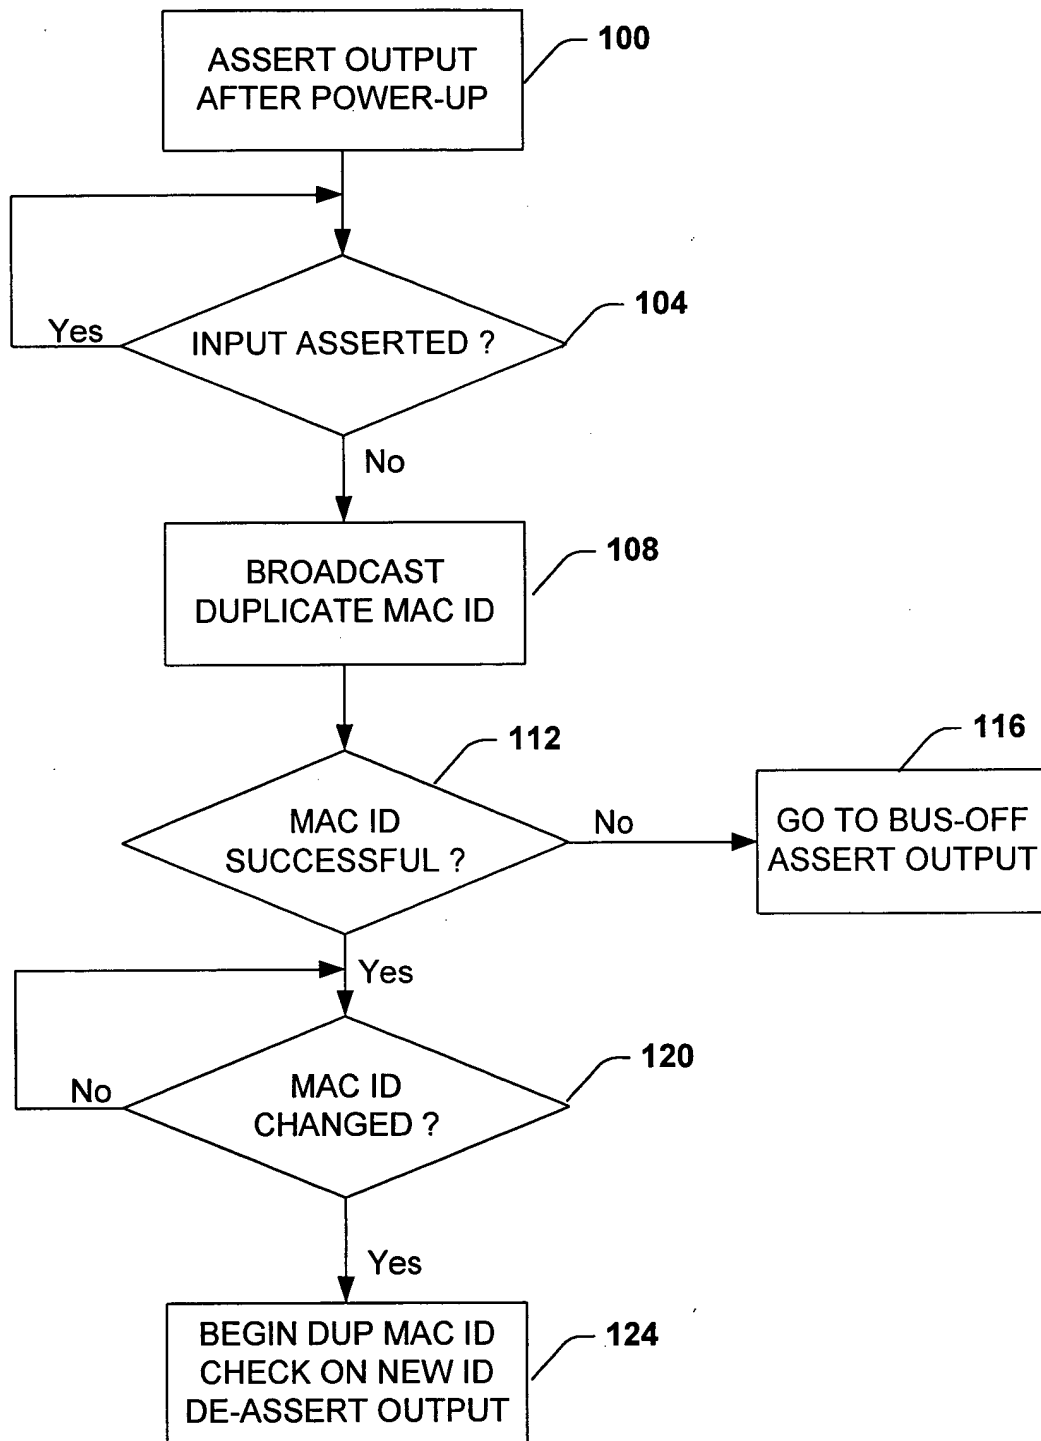 ASSERT OUTPUT
AFTER POWER-UP
100
INPUT ASSERTED ?
104
Yes
No
BROADCAST
DUPLICATE MAC ID
108
MAC ID
SUCCESSFUL ?
112
No
GO TO BUS-OFF
ASSERT OUTPUT
116
Yes
MAC ID
CHANGED ?
120
No
Yes
BEGIN DUP MAC ID
CHECK ON NEW ID
DE-ASSERT OUTPUT
124